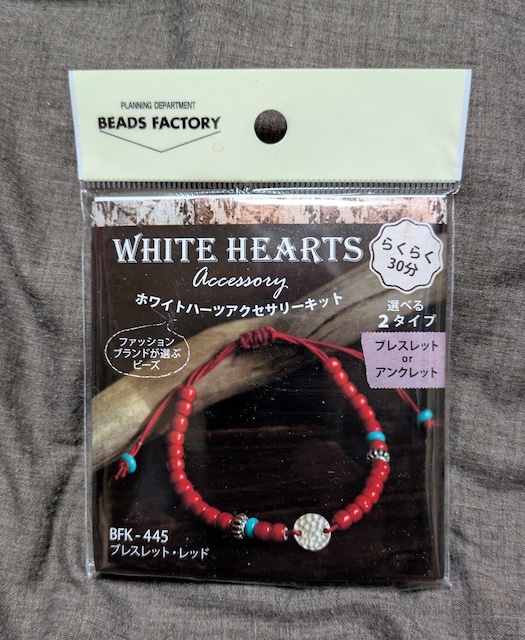 PLANNING DEPARTMENT
BEADS FACTORY
WHITE HEARTS
Accessory
ホワイトハーツアクセサリーキット
らくらく
30分
選べる
2タイプ
ブレスレット
or
アンクレット
ファッション
ブランドが選ぶ
ビーズ
BFK-445
ブレスレット・レッド